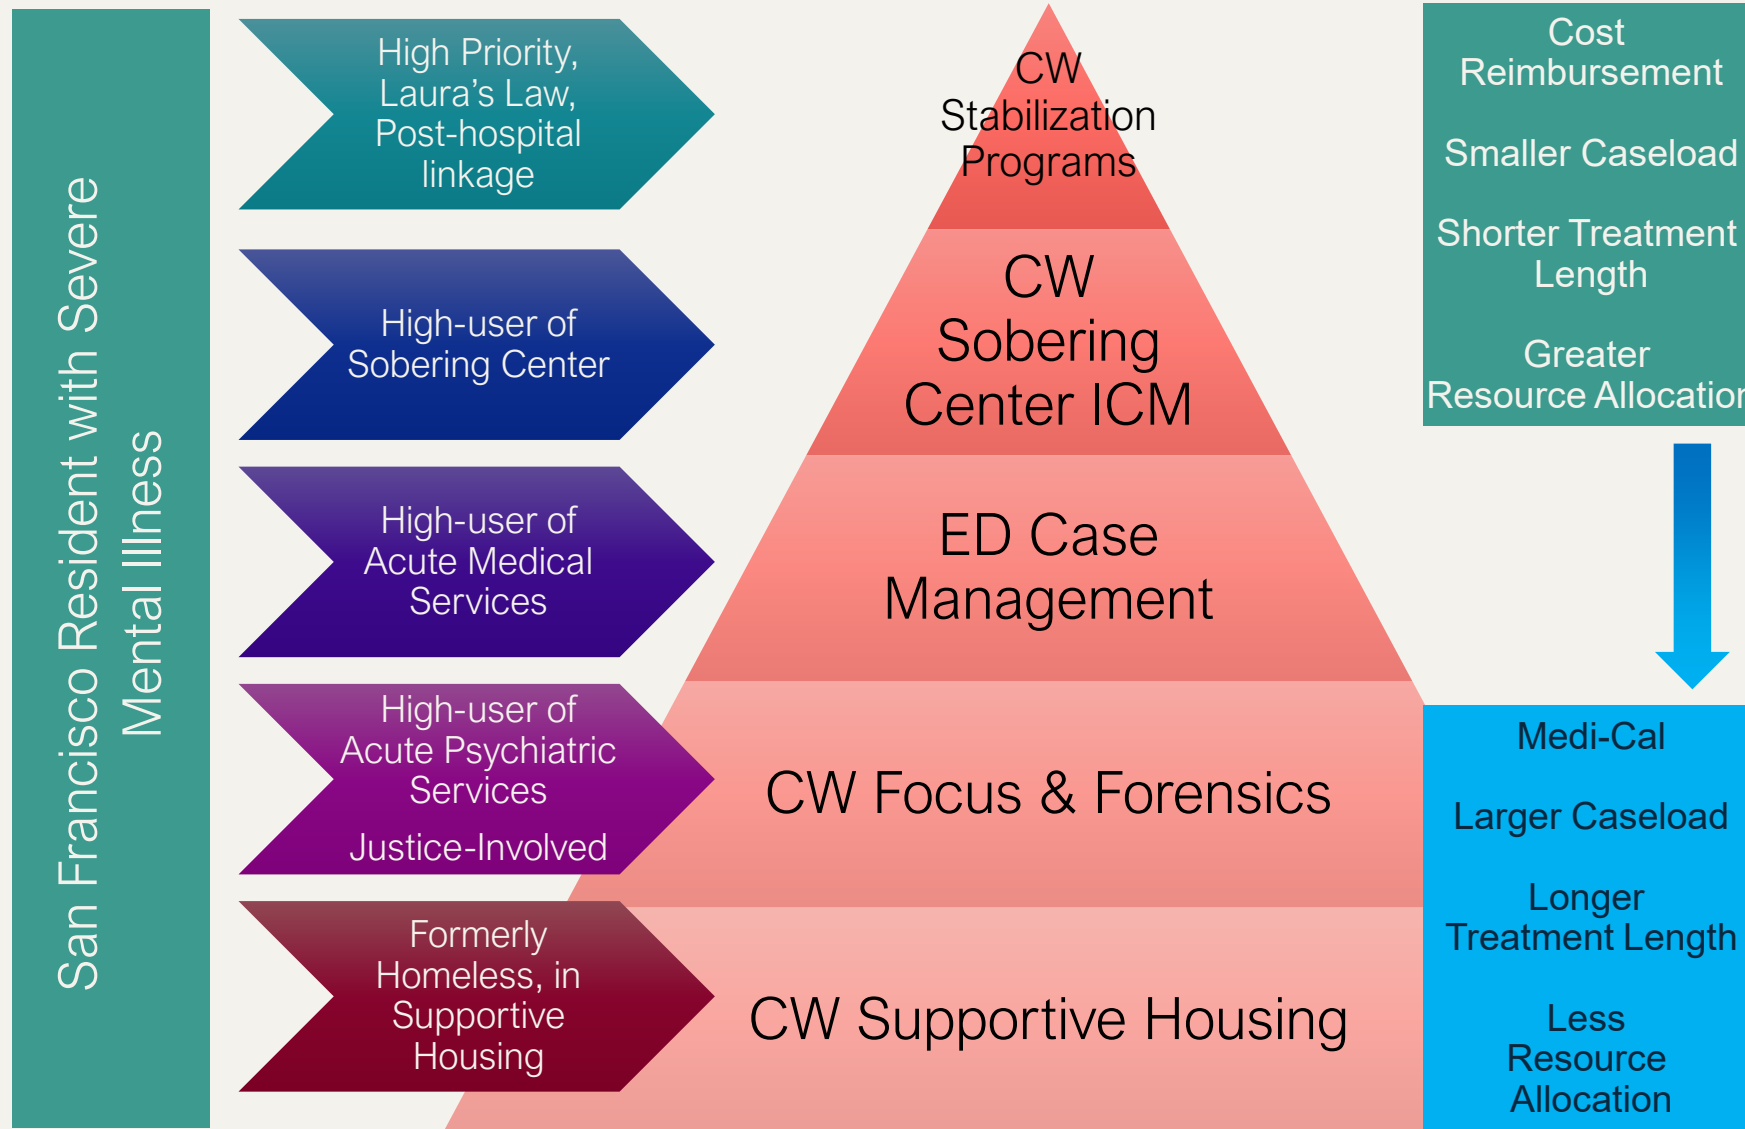 San Francisco Resident with Severe
Mental Illness
High Priority,
Laura's Law,
Post-hospital
linkage
High-user of
Sobering Center
High-user of
Acute Medical
Services
High-user of
Acute Psychiatric
Services
Justice-Involved
Formerly
Homeless, in
Supportive
Housing
CW
Stabilization
Programs
CW
Sobering
Center ICM
ED Case
Management
CW Focus & Forensics
CW Supportive Housing
Cost
Reimbursement
Smaller Caseload
Shorter Treatment
Length
Greater
Resource Allocation
Medi-Cal
Larger Caseload
Longer
Treatment Length
Less
Resource
Allocation